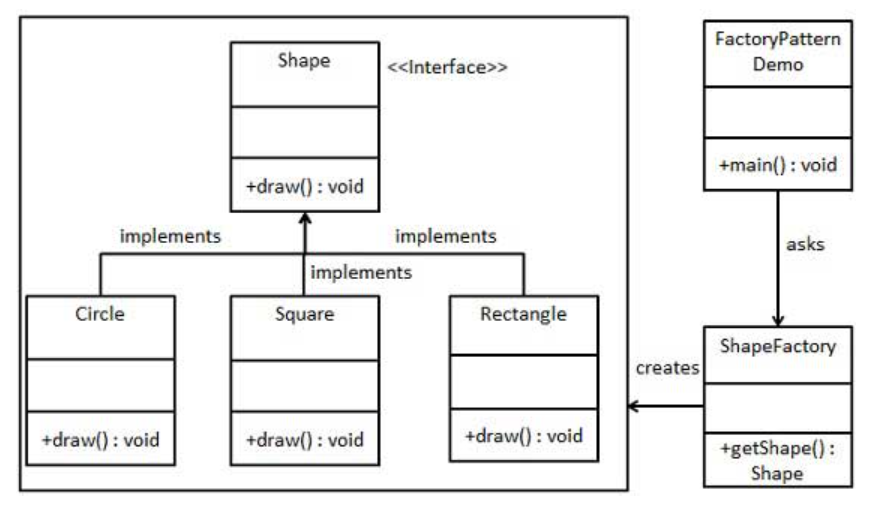 Shape
<<Interface>>
+draw() : void
FactoryPattern
Demo
+main() : void
implements
implements
implements
asks
Circle
+draw() : void
Square
+draw() : void
Rectangle
+draw() : void
creates
ShapeFactory
+getShape() :
Shape